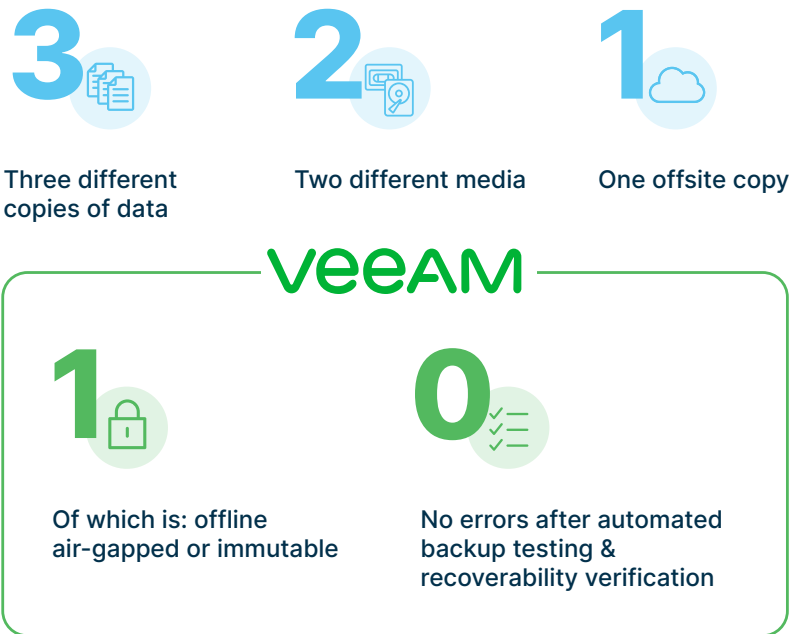 3
2
1
Three different
copies of data
Two different media
One offsite copy
veeAM
1
0
Of which is: offline
air-gapped or immutable
No errors after automated
backup testing &
recoverability verification